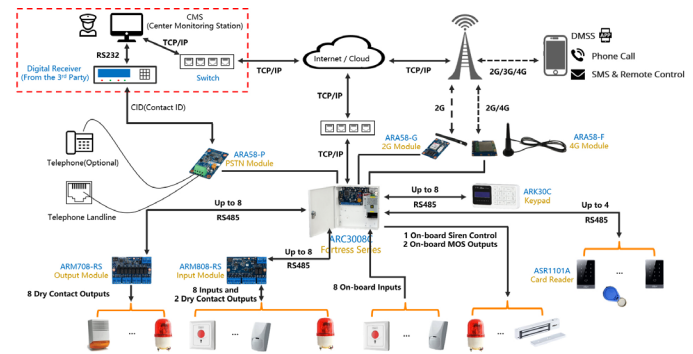 CMS
(Center Monitoring Station)
RS232
TCP/IP
Digital Receiver
(From the 3rd Party)
Switch
TCP/IP
Internet / Cloud
TCP/IP
2G/3G/4G
DMSS
APP
Phone Call
SMS & Remote Control
CID(Contact ID)
TCP/IP
2G
2G/4G
Telephone(Optional)
ARA58-P
PSTN Module
TCP/IP
ARA58-G
2G Module
ARA58-F
4G Module
Telephone Landline
Up to 8
RS485
ARC3008C
Fortress Series
Up to 8
RS485
ARK30C
Keypad
Up to 4
RS485
1 On-board Siren Control
2 On-board MOS Outputs
ARM708-RS
Output Module
ARM808-RS
Input Module
Up to 8
RS485
ASR1101A
Card Reader
...
8 Dry Contact Outputs
8 Inputs and
2 Dry Contact Outputs
8 On-board Inputs
...
...
...
...